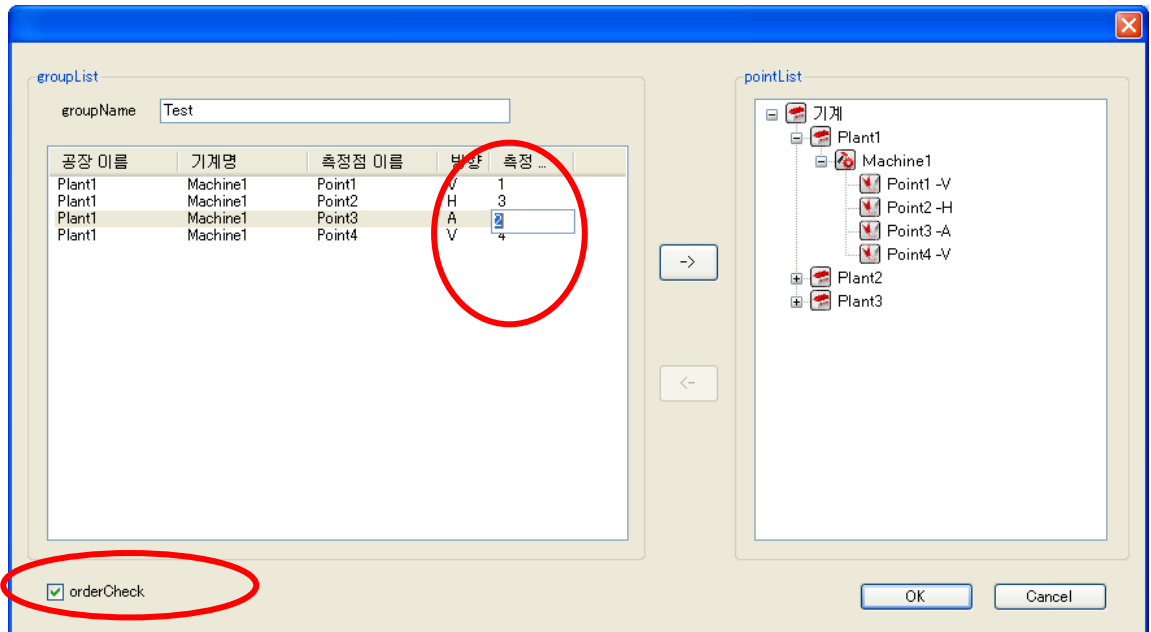 groupList
groupName Test
공장 이름 기계명 측정점 이름 방향 측정 ...
Plant1 Machine1 Point1 V 1
Plant1 Machine1 Point2 H 3
Plant1 Machine1 Point3 A 2
Plant1 Machine1 Point4 V 4
->
<-
pointList
기계
Plant1
Machine1
Point1 -V
Point2 -H
Point3 -A
Point4 -V
Plant2
Plant3
orderCheck
OK Cancel